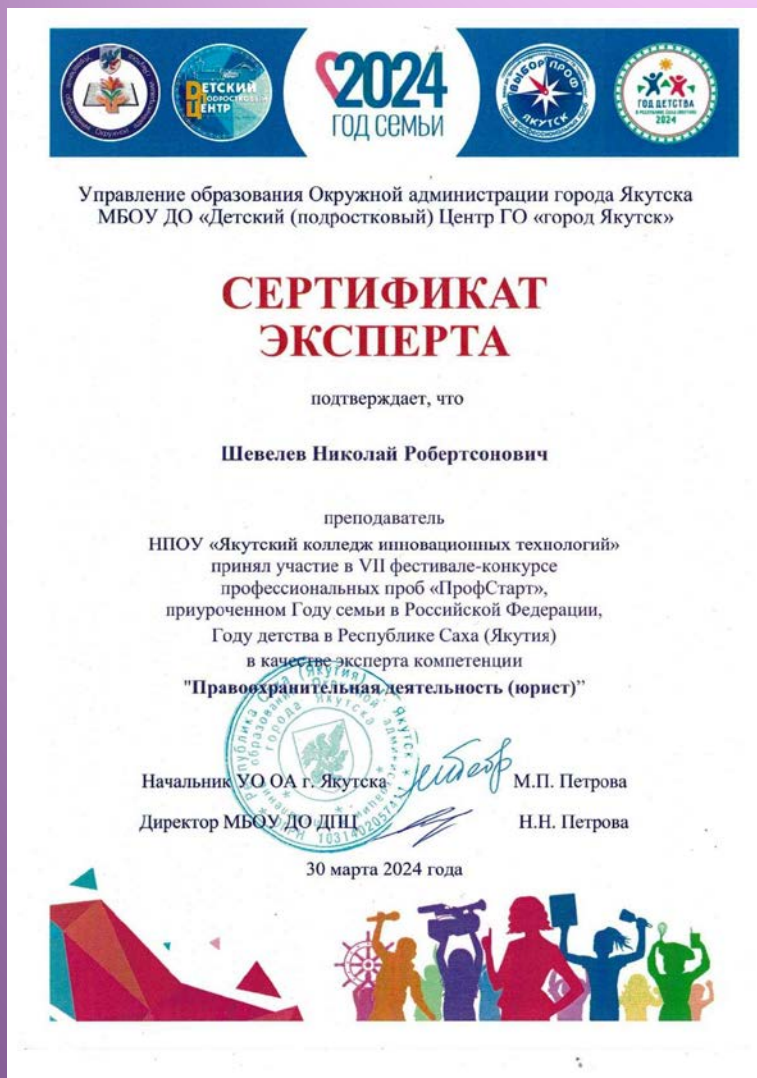 ДЕТСКИЙ
ПОДРОСТКОВЫЙ
ЦЕНТР
2024
ГОД СЕМЬИ
ВЫБОР ПРОФ
ЯКУТСК
ГОД ДЕТСТВА
В РЕСПУБЛИКЕ САХА (ЯКУТИЯ)
2024
Управление образования Окружной администрации города Якутска
МБОУ ДО «Детский (подростковый) Центр ГО «город Якутск»
СЕРТИФИКАТ
ЭКСПЕРТА
подтверждает, что
Шевелев Николай Робертсонович
преподаватель
НПОУ «Якутский колледж инновационных технологий»
принял участие в VII фестивале-конкурсе
профессиональных проб «ПрофСтарт»,
приуроченном Году семьи в Российской Федерации,
Году детства в Республике Саха (Якутия)
в качестве эксперта компетенции
"Правоохранительная деятельность (юрист)”
Начальник УО ОА г. Якутска М.П. Петрова
Директор МБОУ ДО ДПЦ Н.Н. Петрова
30 марта 2024 года